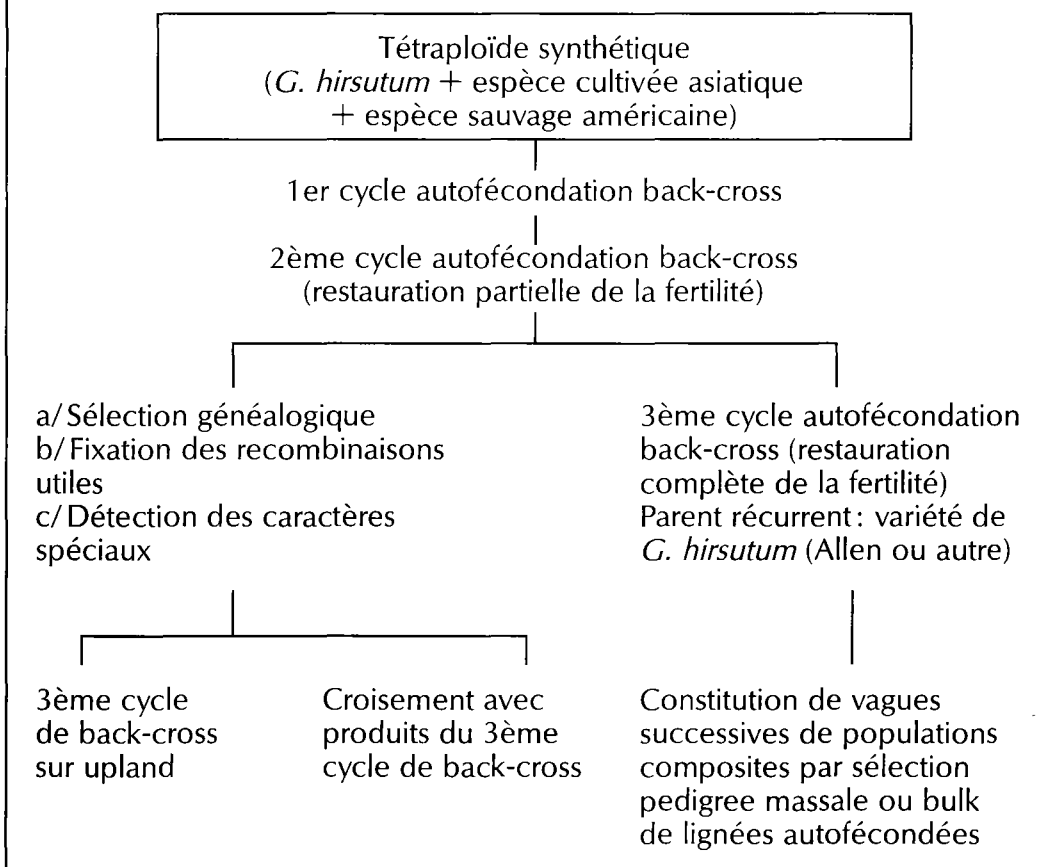 Tétraploïde synthétique
(G. hirsutum + espèce cultivée asiatique
+ espèce sauvage américaine)
1er cycle autofécondation back-cross
2ème cycle autofécondation back-cross
(restauration partielle de la fertilité)
a/ Sélection généalogique
b/ Fixation des recombinaisons
utiles
c/ Détection des caractères
spéciaux
3ème cycle autofécondation
back-cross (restauration
complète de la fertilité)
Parent récurrent : variété de
G. hirsutum (Allen ou autre)
3ème cycle
de back-cross
sur upland
Croisement avec
produits du 3ème
cycle de back-cross
Constitution de vagues
successives de populations
composites par sélection
pedigree massale ou bulk
de lignées autofécondées